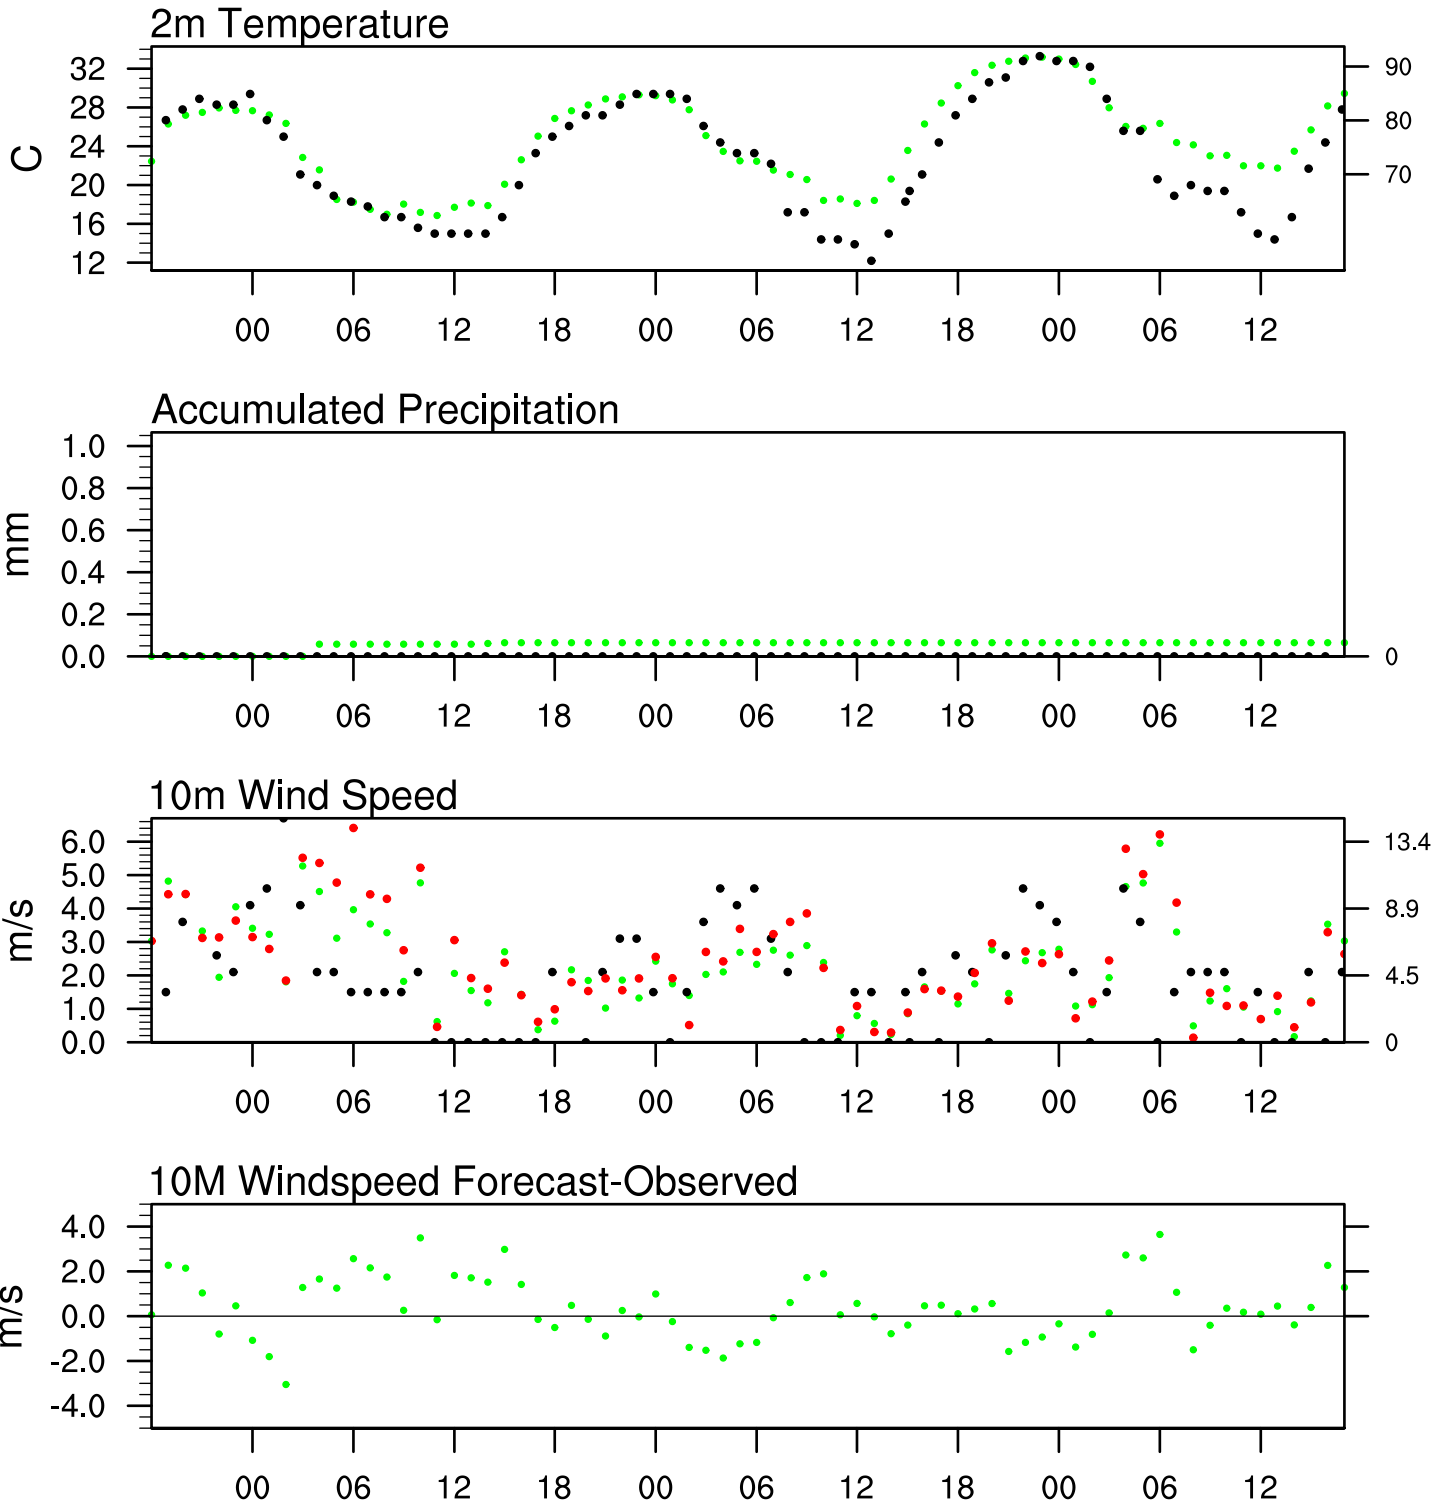 2m Temperature
32
28
24
20
16
12
C
90
80
70
00 06 12 18 00 06 12 18 00 06 12
Accumulated Precipitation
1.0
0.8
0.6
0.4
0.2
0.0
mm
0
00 06 12 18 00 06 12 18 00 06 12
10m Wind Speed
6.0
5.0
4.0
3.0
2.0
1.0
0.0
m/s
13.4
8.9
4.5
0
00 06 12 18 00 06 12 18 00 06 12
10M Windspeed Forecast-Observed
4.0
2.0
0.0
-2.0
-4.0
m/s
00 06 12 18 00 06 12 18 00 06 12